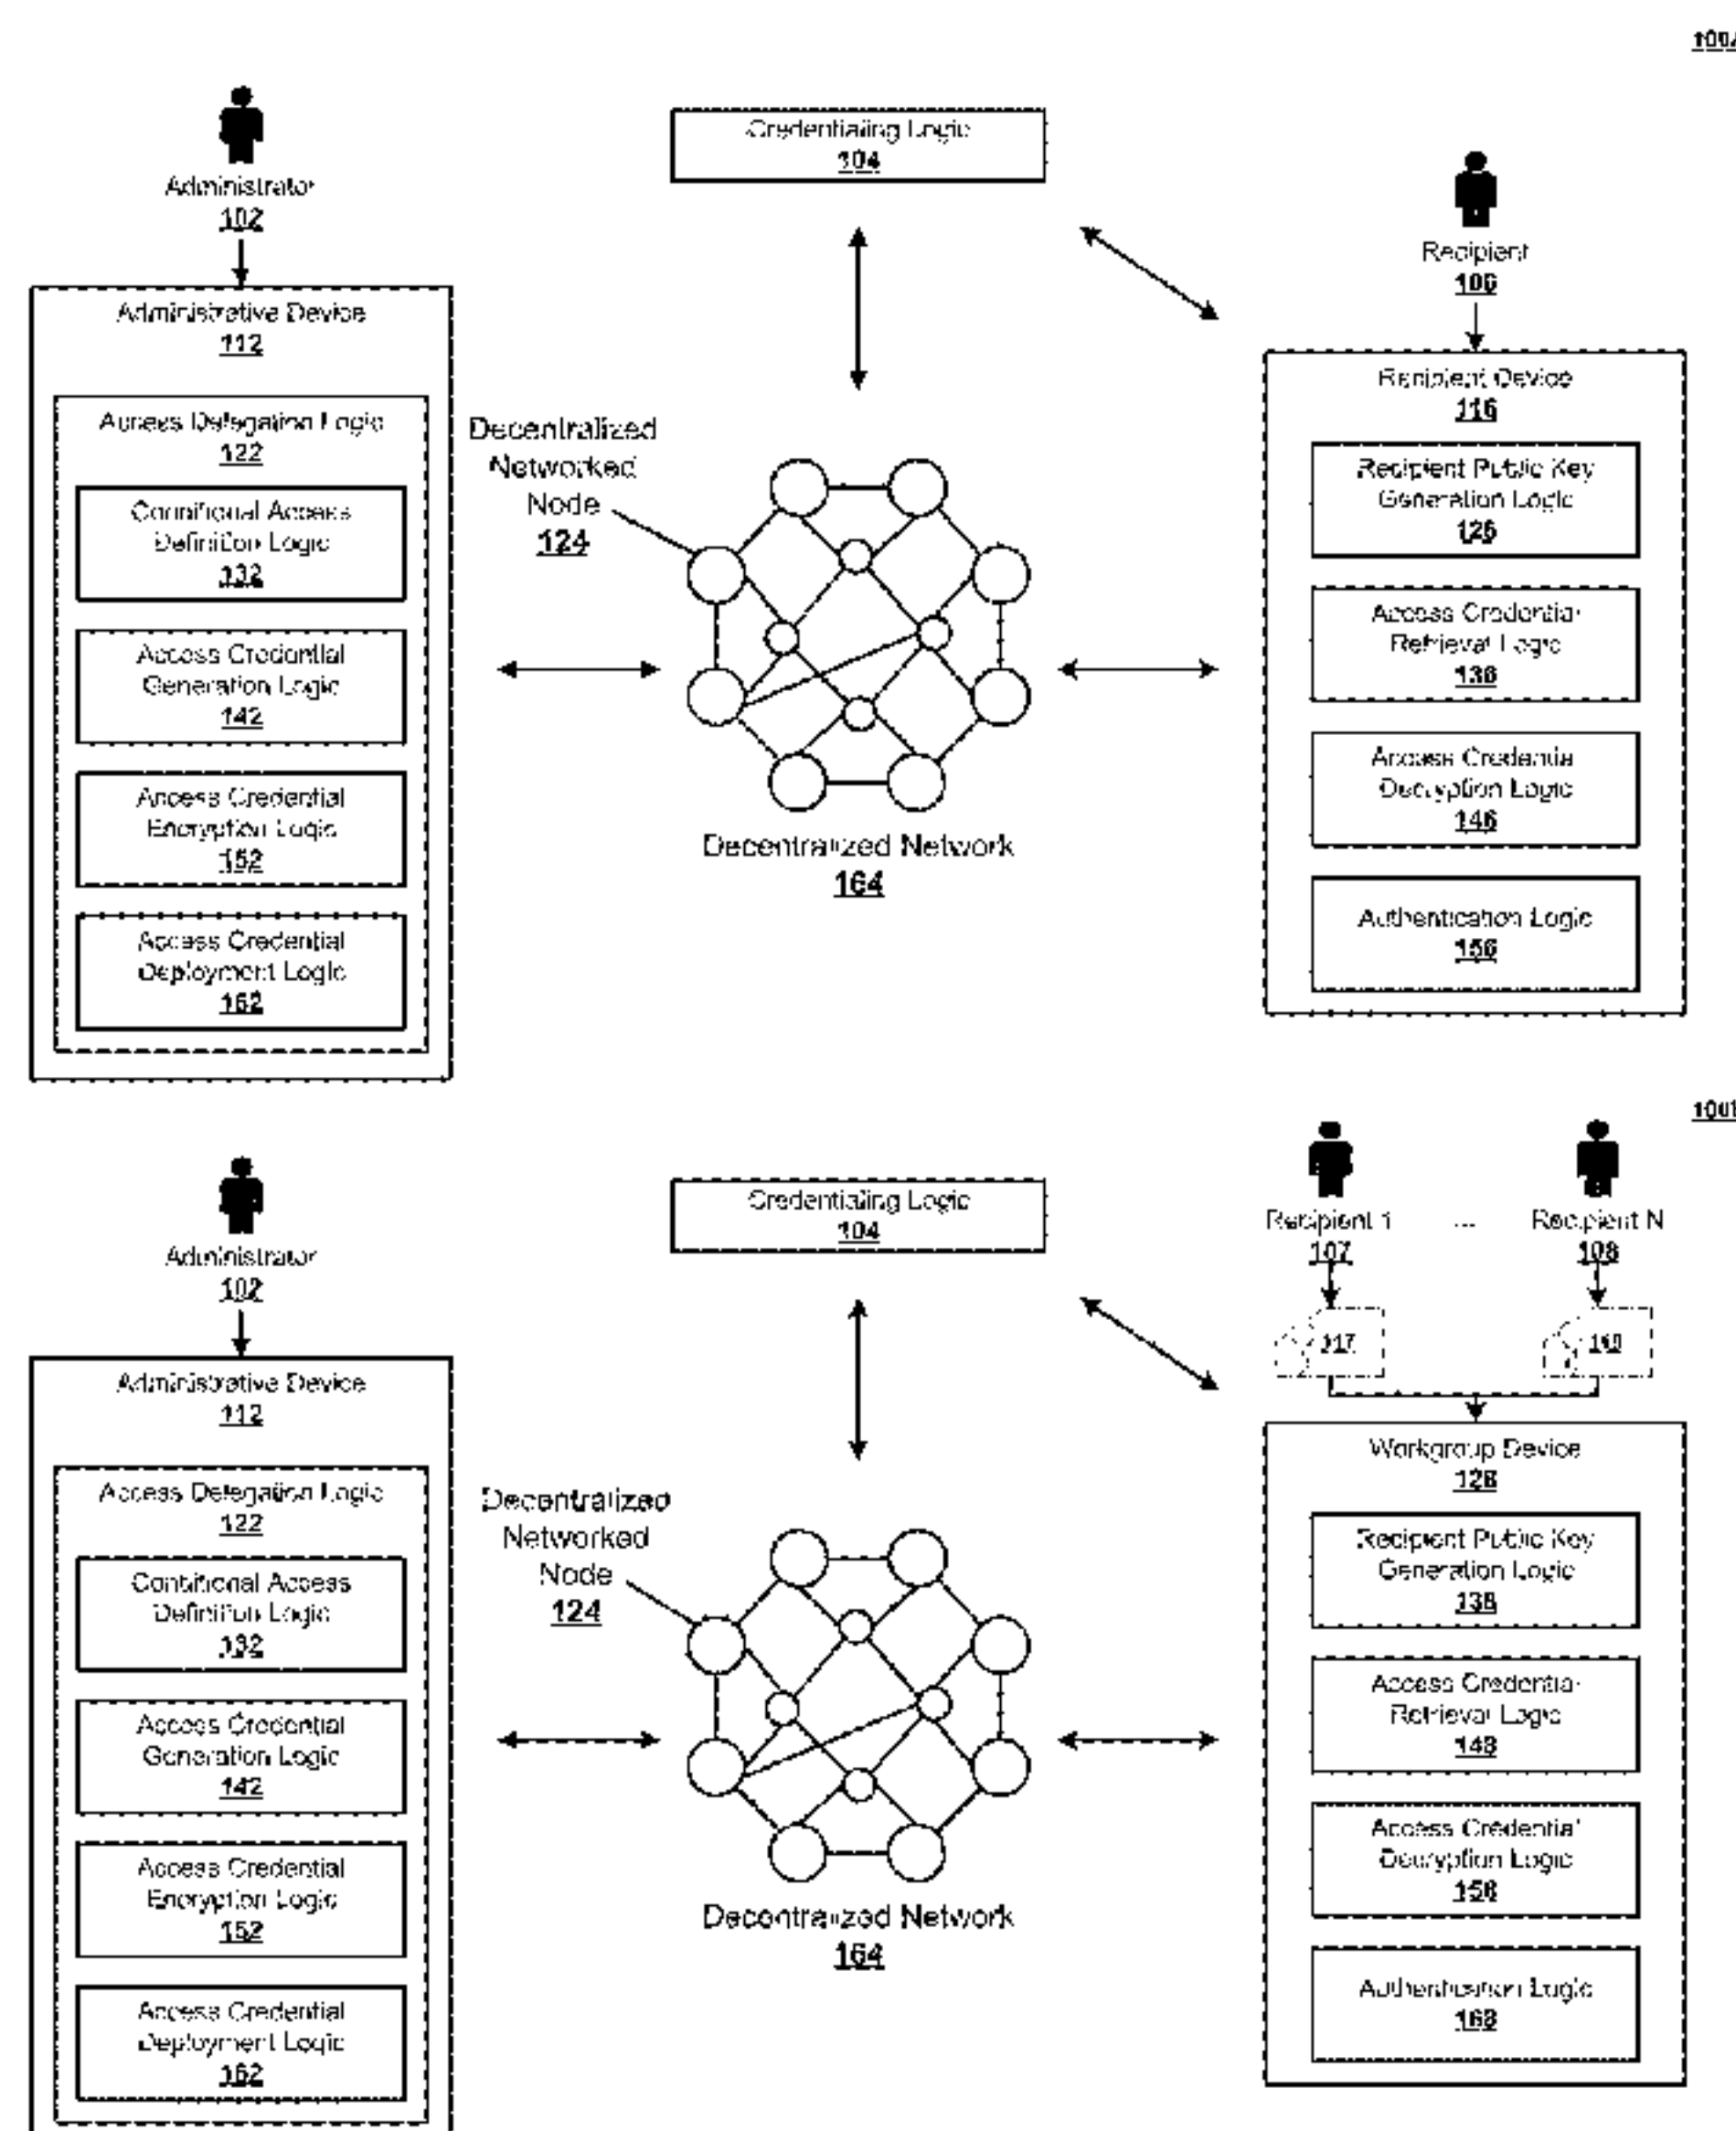 Administrator
102
Credentialing Logic
104
Recipient
106
Administrative Device
112
Access Delegation Logic
122
Conditional Access
Definition Logic
132
Access Credential
Generation Logic
142
Access Credential
Encryption Logic
152
Access Credential
Deployment Logic
162
Decentralized
Networked
Node
124
Decentralized Network
164
Recipient Device
116
Recipient Public Key
Generation Logic
126
Access Credential
Retrieval Logic
136
Access Credential
Decryption Logic
146
Authentication Logic
156
Administrator
102
Credentialing Logic
104
Recipient 1
107
...
Recipient N
108
117
Administrative Device
112
Access Delegation Logic
122
Conditional Access
Definition Logic
132
Access Credential
Generation Logic
142
Access Credential
Encryption Logic
152
Access Credential
Deployment Logic
162
Decentralized
Networked
Node
124
Decentralized Network
164
Workgroup Device
128
Recipient Public Key
Generation Logic
138
Access Credential
Retrieval Logic
148
Access Credential
Decryption Logic
158
Authentication Logic
168